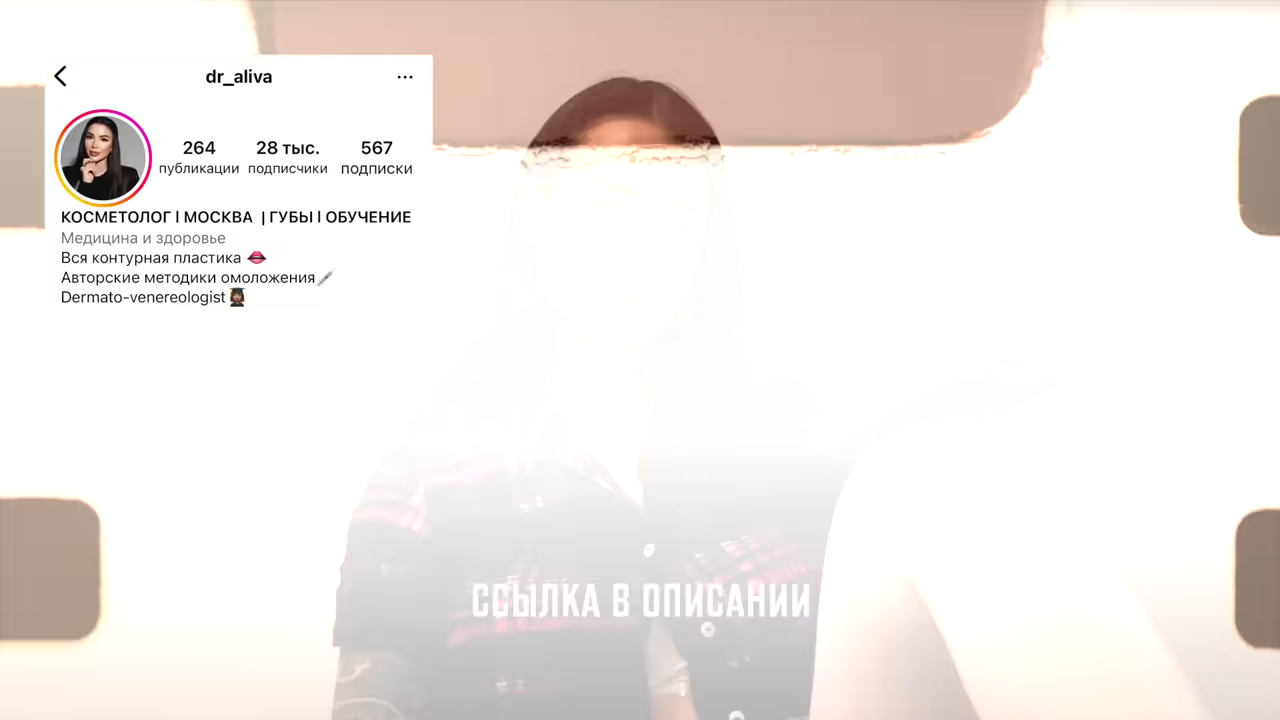 dr_aliva
264 28 тыс. 567
публикации подписчики подписки
КОСМЕТОЛОГ | МОСКВА | ГУБЫ | ОБУЧЕНИЕ
Медицина и здоровье
Вся контурная пластика 🫦
Авторские методики омоложения
Dermato-venereologist
ССЫЛКА В ОПИСАНИИ